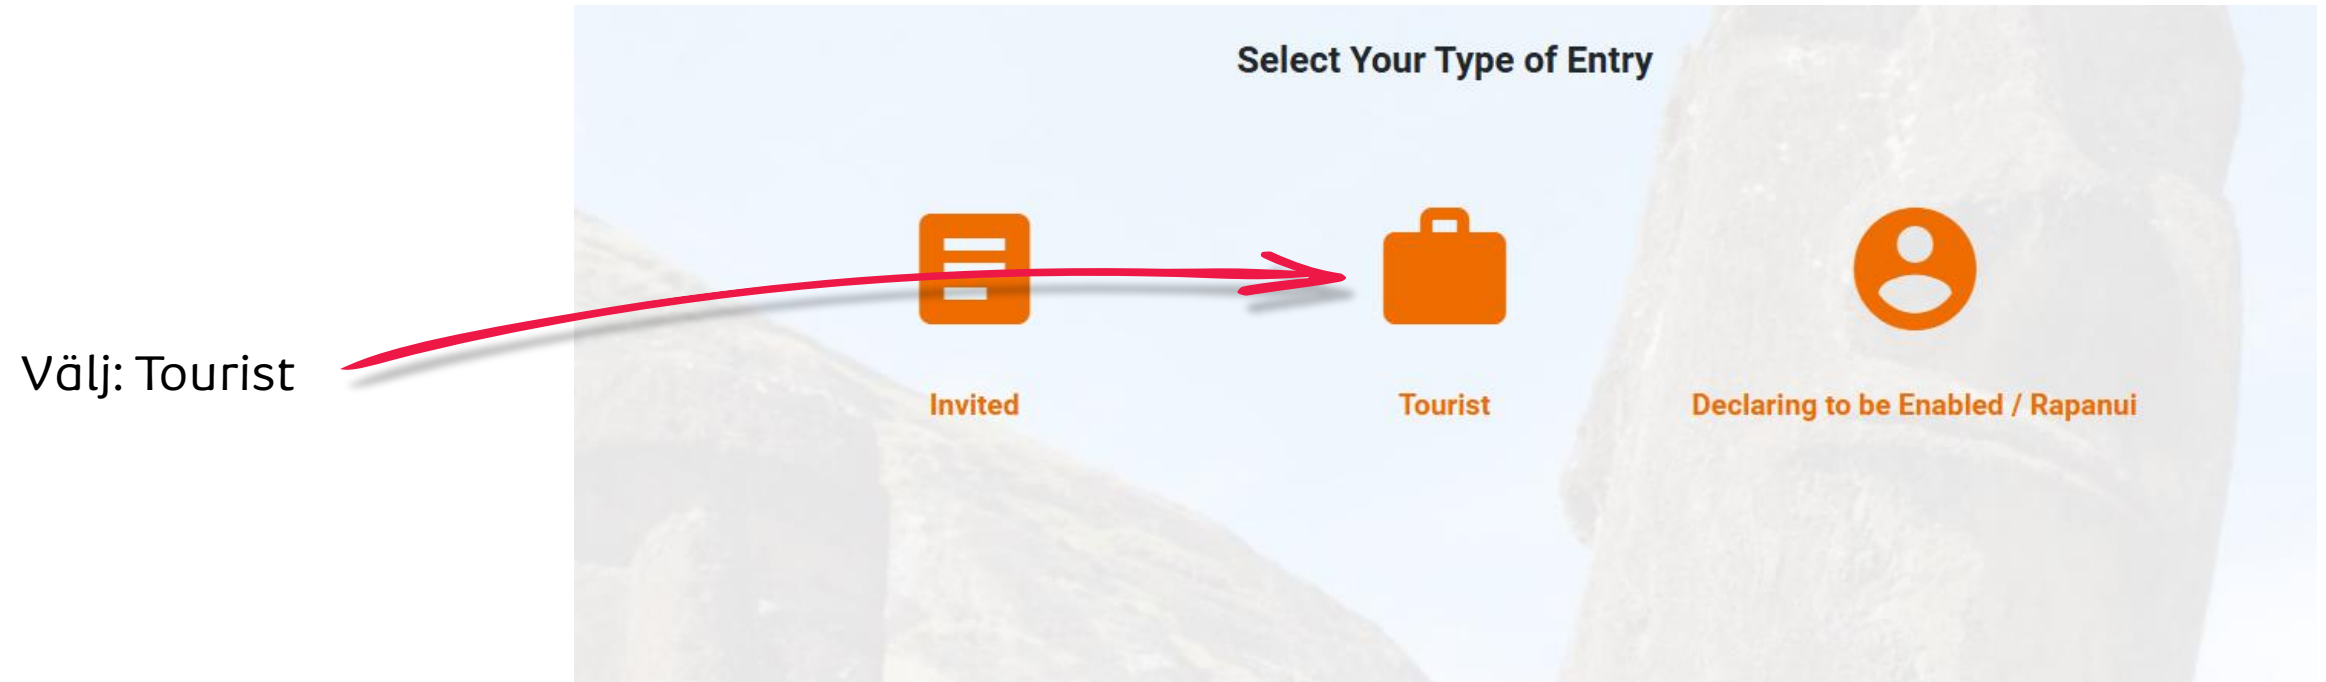 Select Your Type of Entry
Välj: Tourist
Invited
Tourist
Declaring to be Enabled / Rapanui